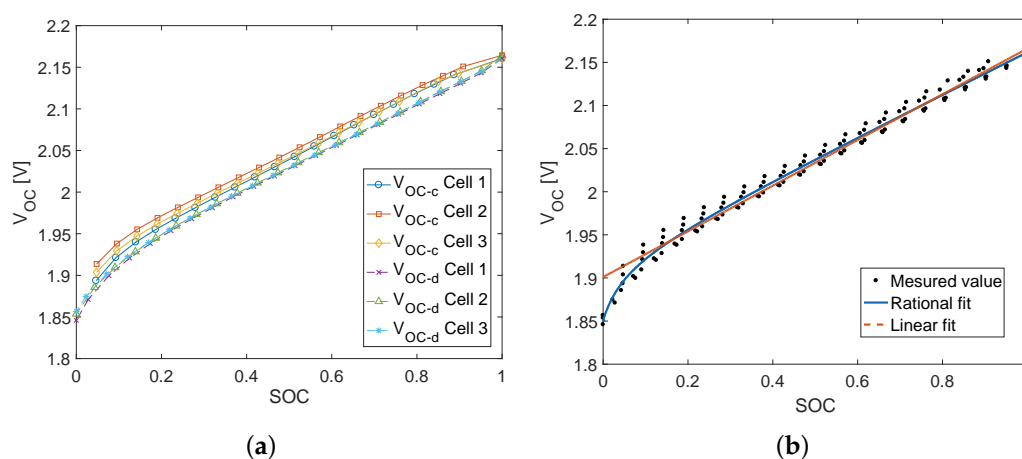 2.2
2.15
2.1
2.05
2
1.95
1.9
1.85
1.8
V_OC [V]
0 0.2 0.4 0.6 0.8 1
SOC
V_OC-c Cell 1
V_OC-c Cell 2
V_OC-c Cell 3
V_OC-d Cell 1
V_OC-d Cell 2
V_OC-d Cell 3
(a)
2.2
2.15
2.1
2.05
2
1.95
1.9
1.85
1.8
V_OC [V]
0 0.2 0.4 0.6 0.8 1
SOC
Mesured value
Rational fit
Linear fit
(b)